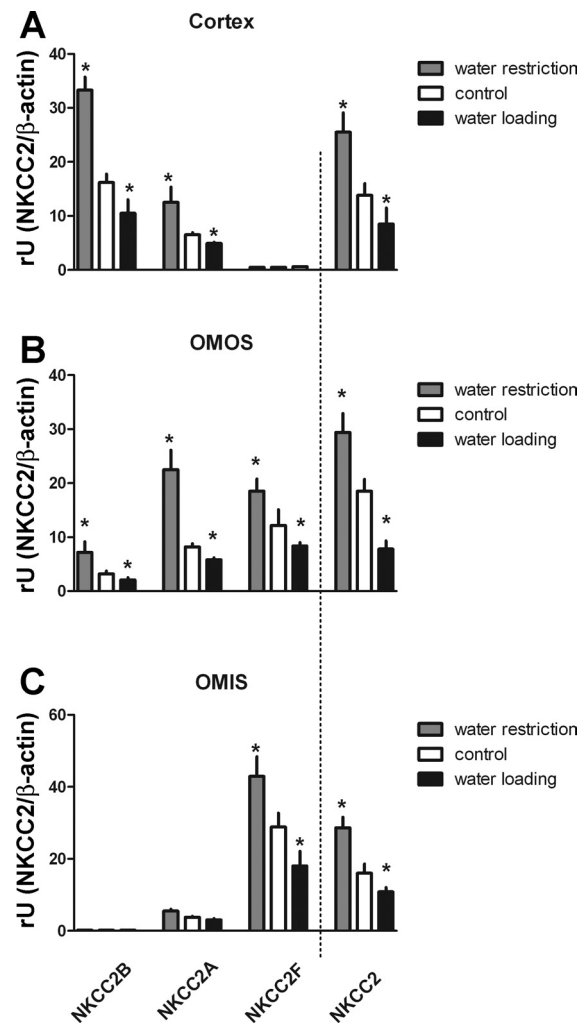 A
Cortex
rU (NKCC2/β-actin)
40
30
20
10
0
*
*
*
*
*
*
water restriction
control
water loading
B
OMOS
rU (NKCC2/β-actin)
40
30
20
10
0
*
*
*
*
*
*
*
*
water restriction
control
water loading
C
OMIS
rU (NKCC2/β-actin)
60
40
20
0
*
*
*
*
water restriction
control
water loading
NKCC2B
NKCC2A
NKCC2F
NKCC2